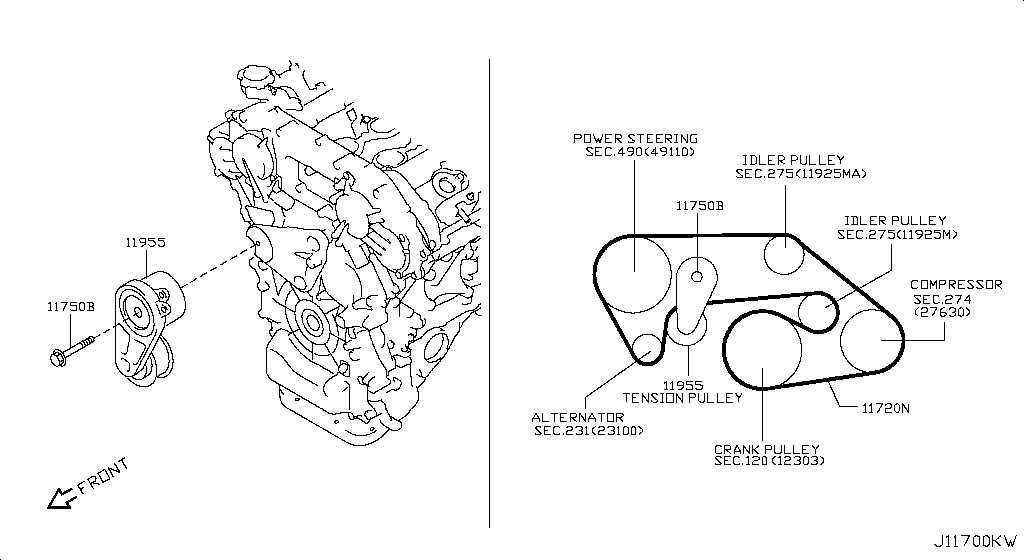 11955
11750B
FRONT
POWER STEERING
SEC.490(49110)
IDLER PULLEY
SEC.275(11925MA)
11750B
IDLER PULLEY
SEC.275(11925M)
COMPRESSOR
SEC.274
(27630)
11955
TENSION PULLEY
11720N
ALTERNATOR
SEC.231(23100)
CRANK PULLEY
SEC.120(12303)
J11700KW